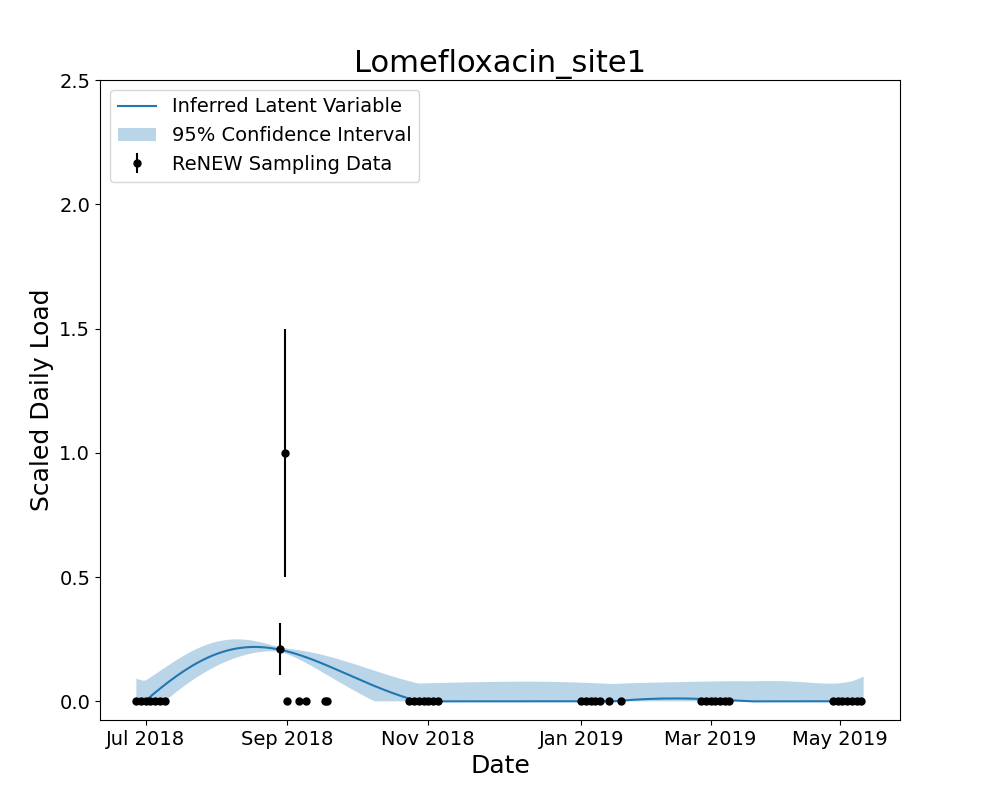 Lomefloxacin_site1
Inferred Latent Variable
95% Confidence Interval
ReNEW Sampling Data
Scaled Daily Load
2.5
2.0
1.5
1.0
0.5
0.0
Jul 2018 Sep 2018 Nov 2018 Jan 2019 Mar 2019 May 2019
Date